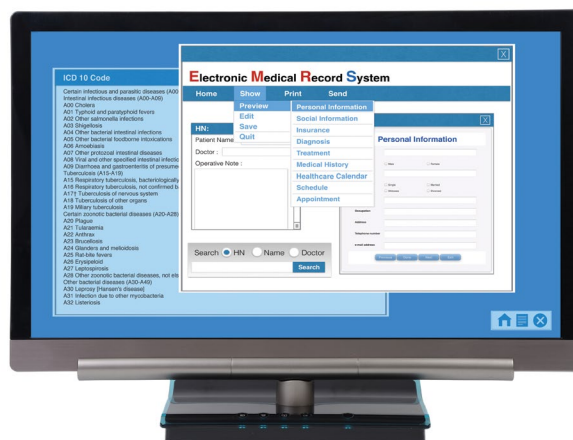 ICD 10 Code
Certain infectious and parasitic diseases (A00
Intestinal infectious diseases (A00-A09)
A00 Cholera
A01 Typhoid and paratyphoid fevers
A02 Other salmonella infections
A03 Shigellosis
A04 Other bacterial intestinal infections
A05 Other bacterial foodborne intoxications
A06 Amoebiasis
A07 Other protozoal intestinal diseases
A08 Viral and other specified intestinal infectio
A09 Diarrhoea and gastroenteritis of presume
Tuberculosis (A15-A19)
A15 Respiratory tuberculosis, bacteriologically
A16 Respiratory tuberculosis, not confirmed b
A17† Tuberculosis of nervous system
A18 Tuberculosis of other organs
A19 Miliary tuberculosis
Certain zoonotic bacterial diseases (A20-A28)
A20 Plague
A21 Tularaemia
A22 Anthrax
A23 Brucellosis
A24 Glanders and melioidosis
A25 Rat-bite fevers
A26 Erysipeloid
A27 Leptospirosis
A28 Other zoonotic bacterial diseases, not els
Other bacterial diseases (A30-A49)
A30 Leprosy [Hansen's disease]
A31 Infection due to other mycobacteria
A32 Listeriosis
X
Electronic Medical Record System
Home Show Print Send
Preview
Edit
Save
Quit
Personal Information
Social Information
Insurance
Diagnosis
Treatment
Medical History
Healthcare Calendar
Schedule
Appointment
HN:
Patient Name
Doctor :
Operative Note :
Search HN Name Doctor
Search
X
Personal Information
Single
Occupation
Address
Telephone number
e-mail address